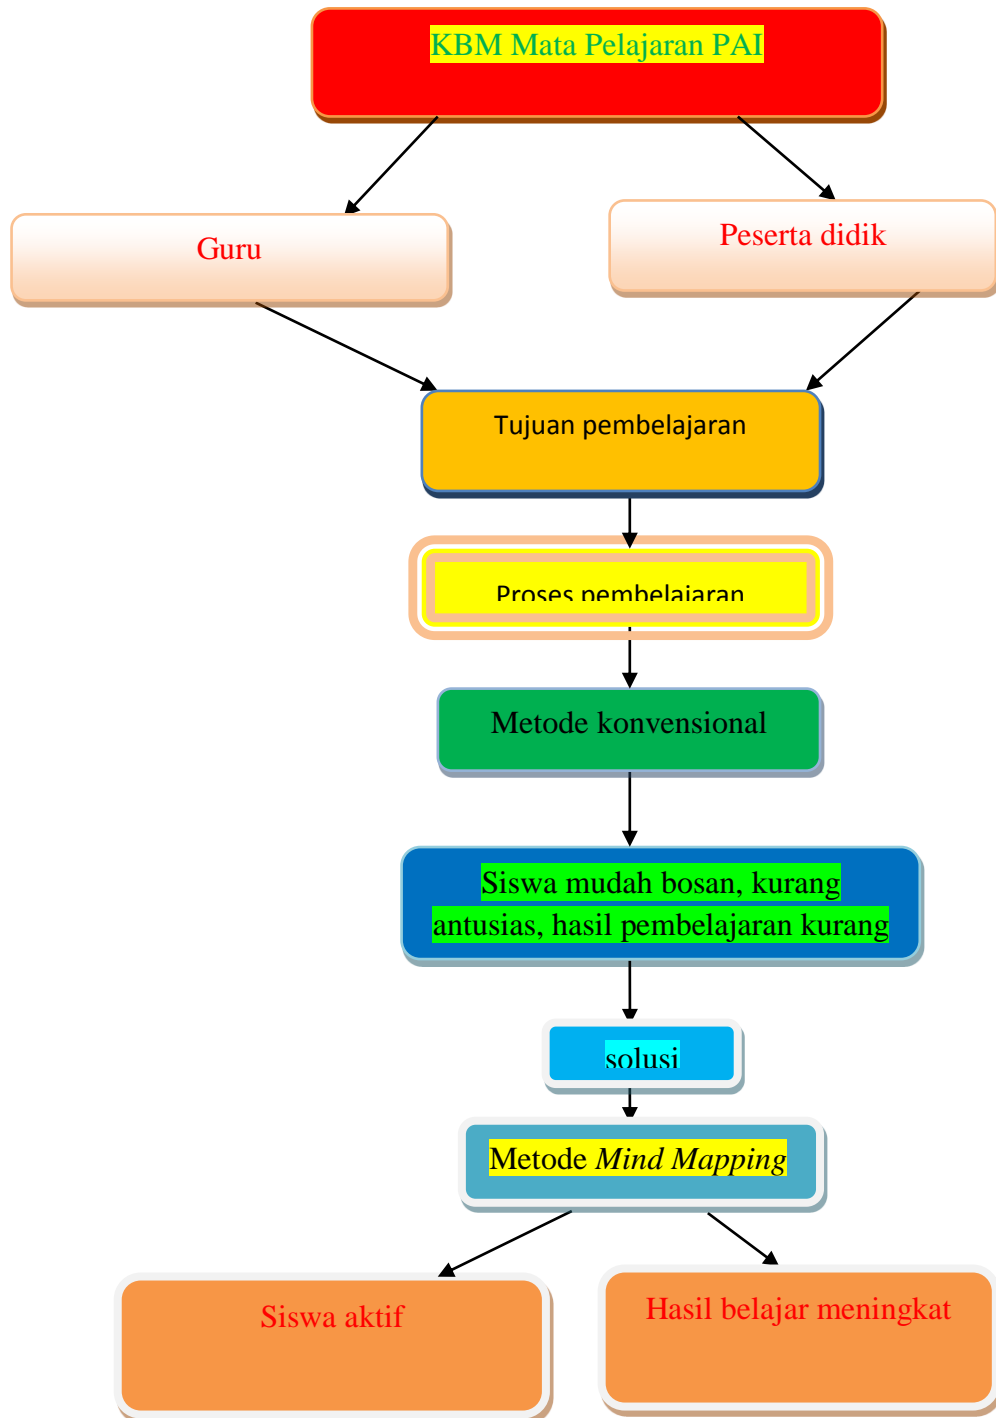 KBM Mata Pelajaran PAI
Guru
Peserta didik
Tujuan pembelajaran
Proses pembelajaran
Metode konvensional
Siswa mudah bosan, kurang
antusias, hasil pembelajaran kurang
solusi
Metode Mind Mapping
Siswa aktif
Hasil belajar meningkat